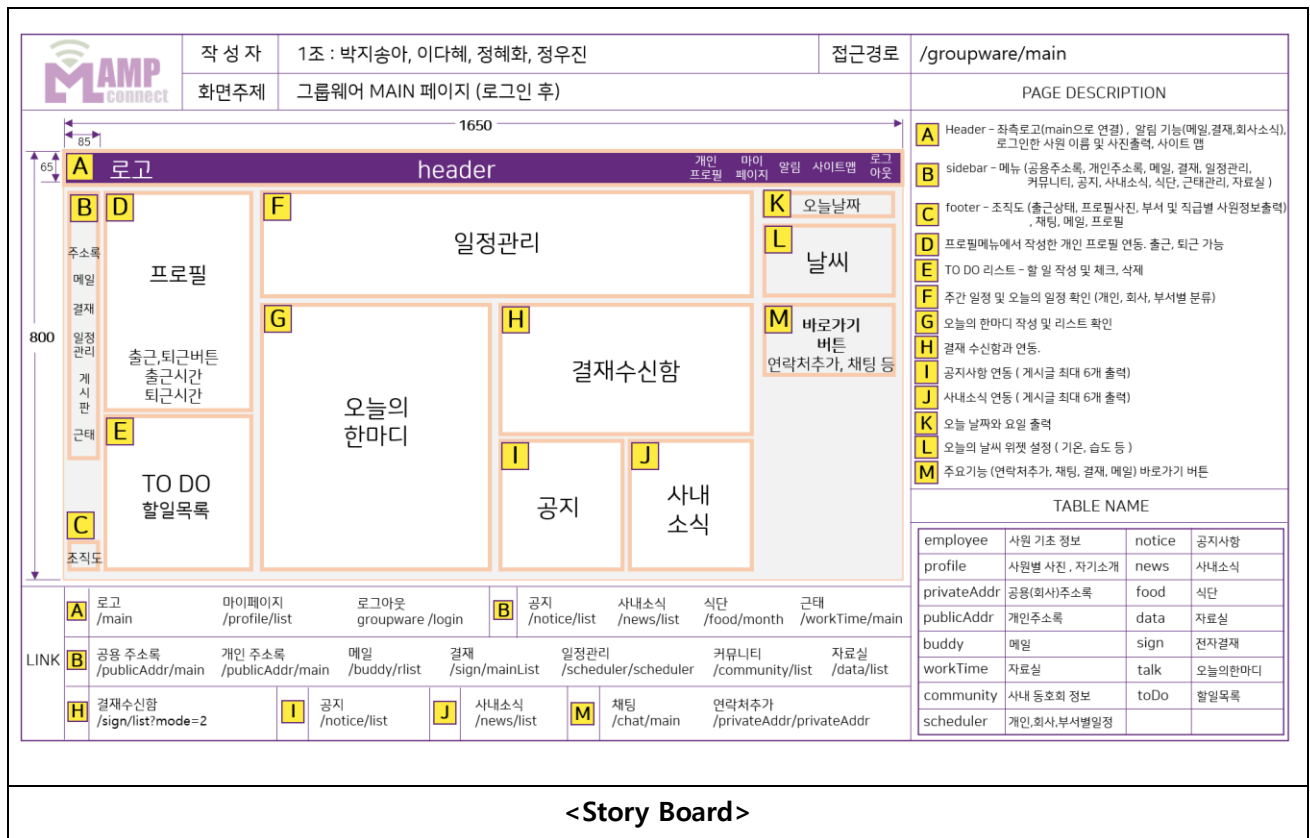 MAMP
connect
작 성 자
1조 : 박지송아, 이다혜, 정혜화, 정우진
접근경로
/groupware/main
화면주제
그룹웨어 MAIN 페이지 (로그인 후)
PAGE DESCRIPTION
1650
85
65
800
A
로고
header
개인
프로필
마이
페이지
알림
사이트맵
로그
아웃
B
주소록
메일
결재
일정
관리
게
시
판
근태
C
조직도
D
프로필
출근,퇴근버튼
출근시간
퇴근시간
E
TO DO
할일목록
F
일정관리
G
오늘의
한마디
H
결재수신함
I
공지
J
사내
소식
K
오늘날짜
L
날씨
M
바로가기
버튼
연락처추가, 채팅 등
A Header – 좌측로고(main으로 연결) , 알림 기능(메일,결재,회사소식),
로그인한 사원 이름 및 사진출력, 사이트 맵
B sidebar – 메뉴 (공용주소록, 개인주소록, 메일, 결재, 일정관리,
커뮤니티, 공지, 사내소식, 식단, 근태관리, 자료실 )
C footer – 조직도 (출근상태, 프로필사진, 부서 및 직급별 사원정보출력)
, 채팅, 메일, 프로필
D 프로필메뉴에서 작성한 개인 프로필 연동. 출근, 퇴근 가능
E TO DO 리스트 – 할 일 작성 및 체크, 삭제
F 주간 일정 및 오늘의 일정 확인 (개인, 회사, 부서별 분류)
G 오늘의 한마디 작성 및 리스트 확인
H 결재 수신함과 연동.
I 공지사항 연동 ( 게시글 최대 6개 출력)
J 사내소식 연동 ( 게시글 최대 6개 출력)
K 오늘 날짜와 요일 출력
L 오늘의 날씨 위젯 설정 ( 기온, 습도 등 )
M 주요기능 (연락처추가, 채팅, 결재, 메일) 바로가기 버튼
TABLE NAME
employee 사원 기초 정보 notice 공지사항
profile 사원별 사진 , 자기소개 news 사내소식
privateAddr 공용(회사)주소록 food 식단
publicAddr 개인주소록 data 자료실
buddy 메일 sign 전자결재
workTime 자료실 talk 오늘의한마디
community 사내 동호회 정보 toDo 할일목록
scheduler 개인,회사,부서별일정
LINK
A 로고 마이페이지 로그아웃
/main /profile/list groupware /login
B 공지 사내소식 식단 근태
/notice/list /news/list /food/month /workTime/main
B 공용 주소록 개인 주소록 메일 결재 일정관리 커뮤니티 자료실
/publicAddr/main /publicAddr/main /buddy/rlist /sign/mainList /scheduler/scheduler /community/list /data/list
H 결재수신함
/sign/list?mode=2
I 공지
/notice/list
J 사내소식
/news/list
M 채팅 연락처추가
/chat/main /privateAddr/privateAddr
<Story Board>